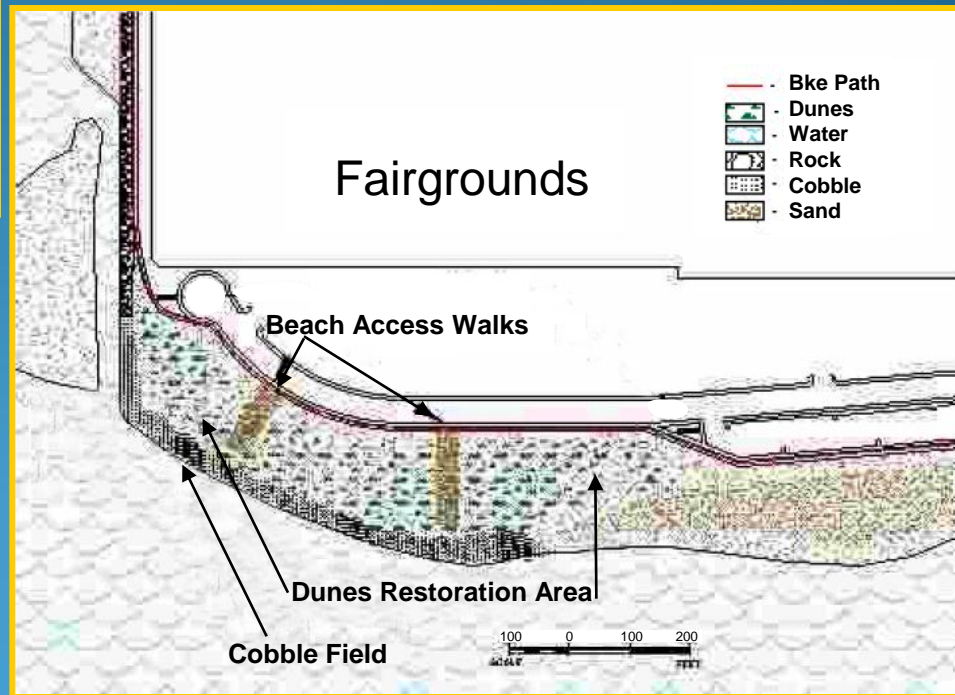 - Bke Path
- Dunes
- Water
- Rock
- Cobble
- Sand
Fairgrounds
Beach Access Walks
Dunes Restoration Area
Cobble Field
100 0 100 200
FEET